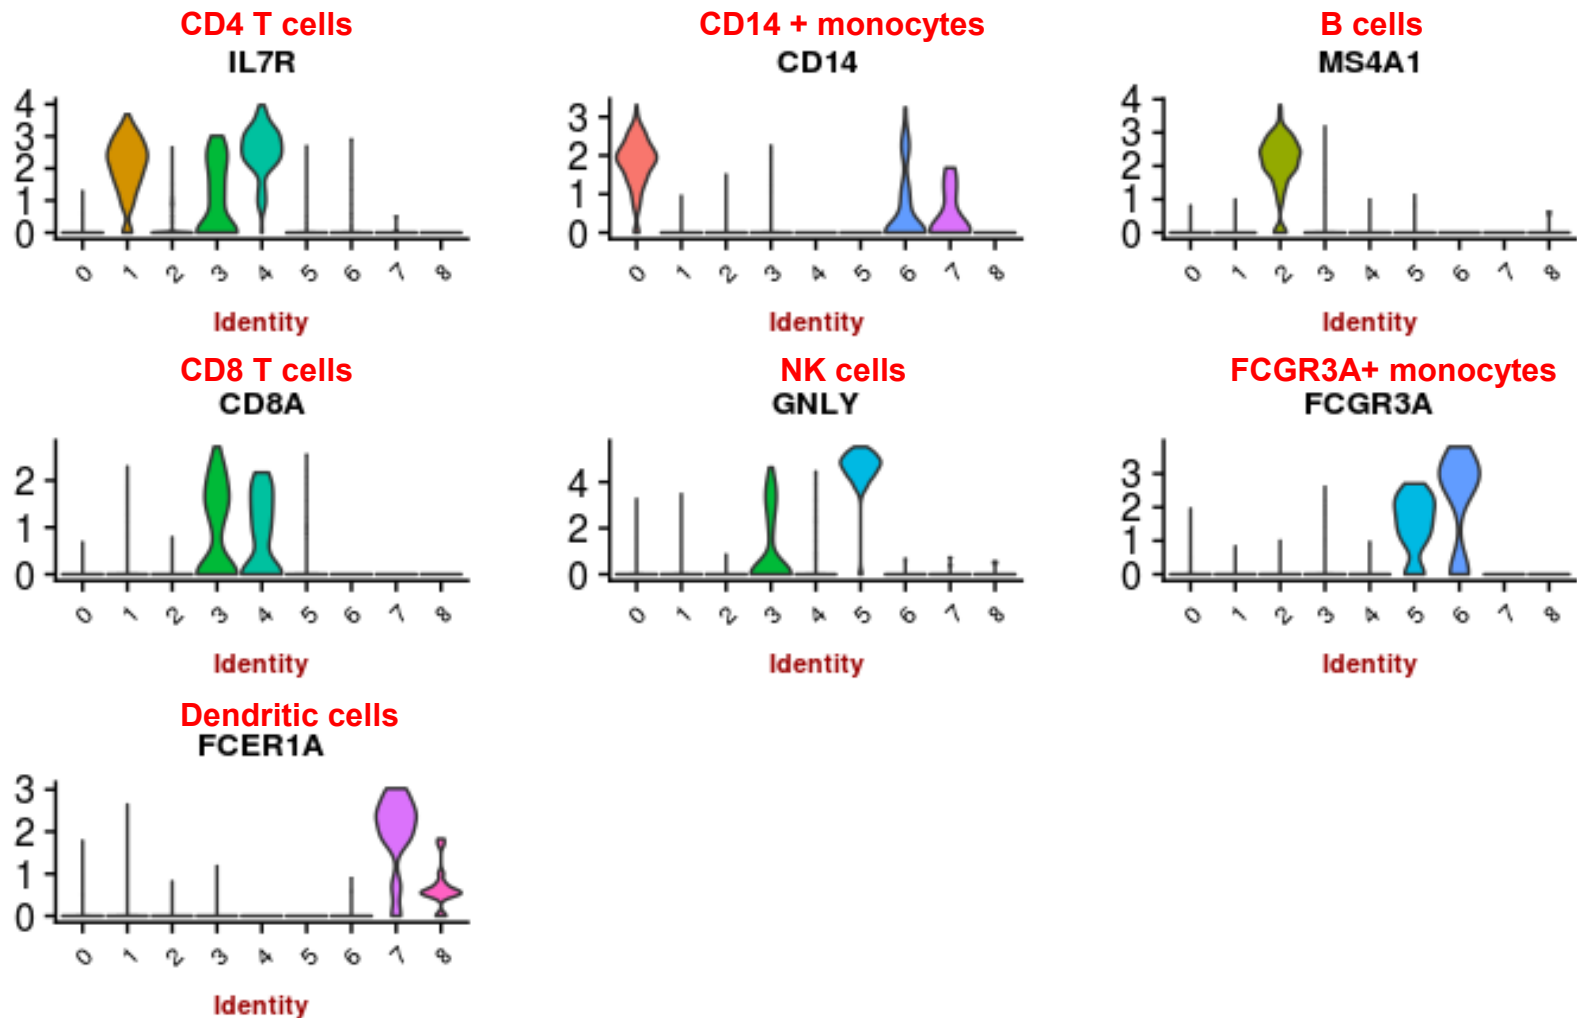 CD4 T cells
IL7R
4
3
2
1
0
0 1 2 3 4 5 6 7 8
Identity
CD14 + monocytes
CD14
3
2
1
0
0 1 2 3 4 5 6 7 8
Identity
B cells
MS4A1
4
3
2
1
0
0 1 2 3 4 5 6 7 8
Identity
CD8 T cells
CD8A
2
1
0
0 1 2 3 4 5 6 7 8
Identity
NK cells
GNLY
4
2
0
0 1 2 3 4 5 6 7 8
Identity
FCGR3A+ monocytes
FCGR3A
3
2
1
0
0 1 2 3 4 5 6 7 8
Identity
Dendritic cells
FCER1A
3
2
1
0
0 1 2 3 4 5 6 7 8
Identity